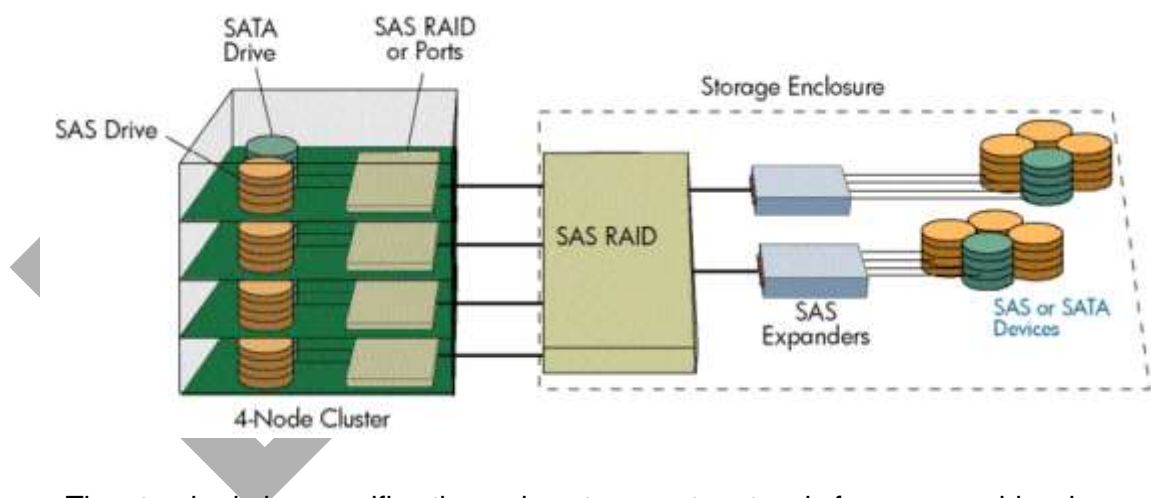 SATA
Drive
SAS RAID
or Ports
Storage Enclosure
SAS Drive
SAS RAID
SAS
Expanders
SAS or SATA
Devices
4-Node Cluster